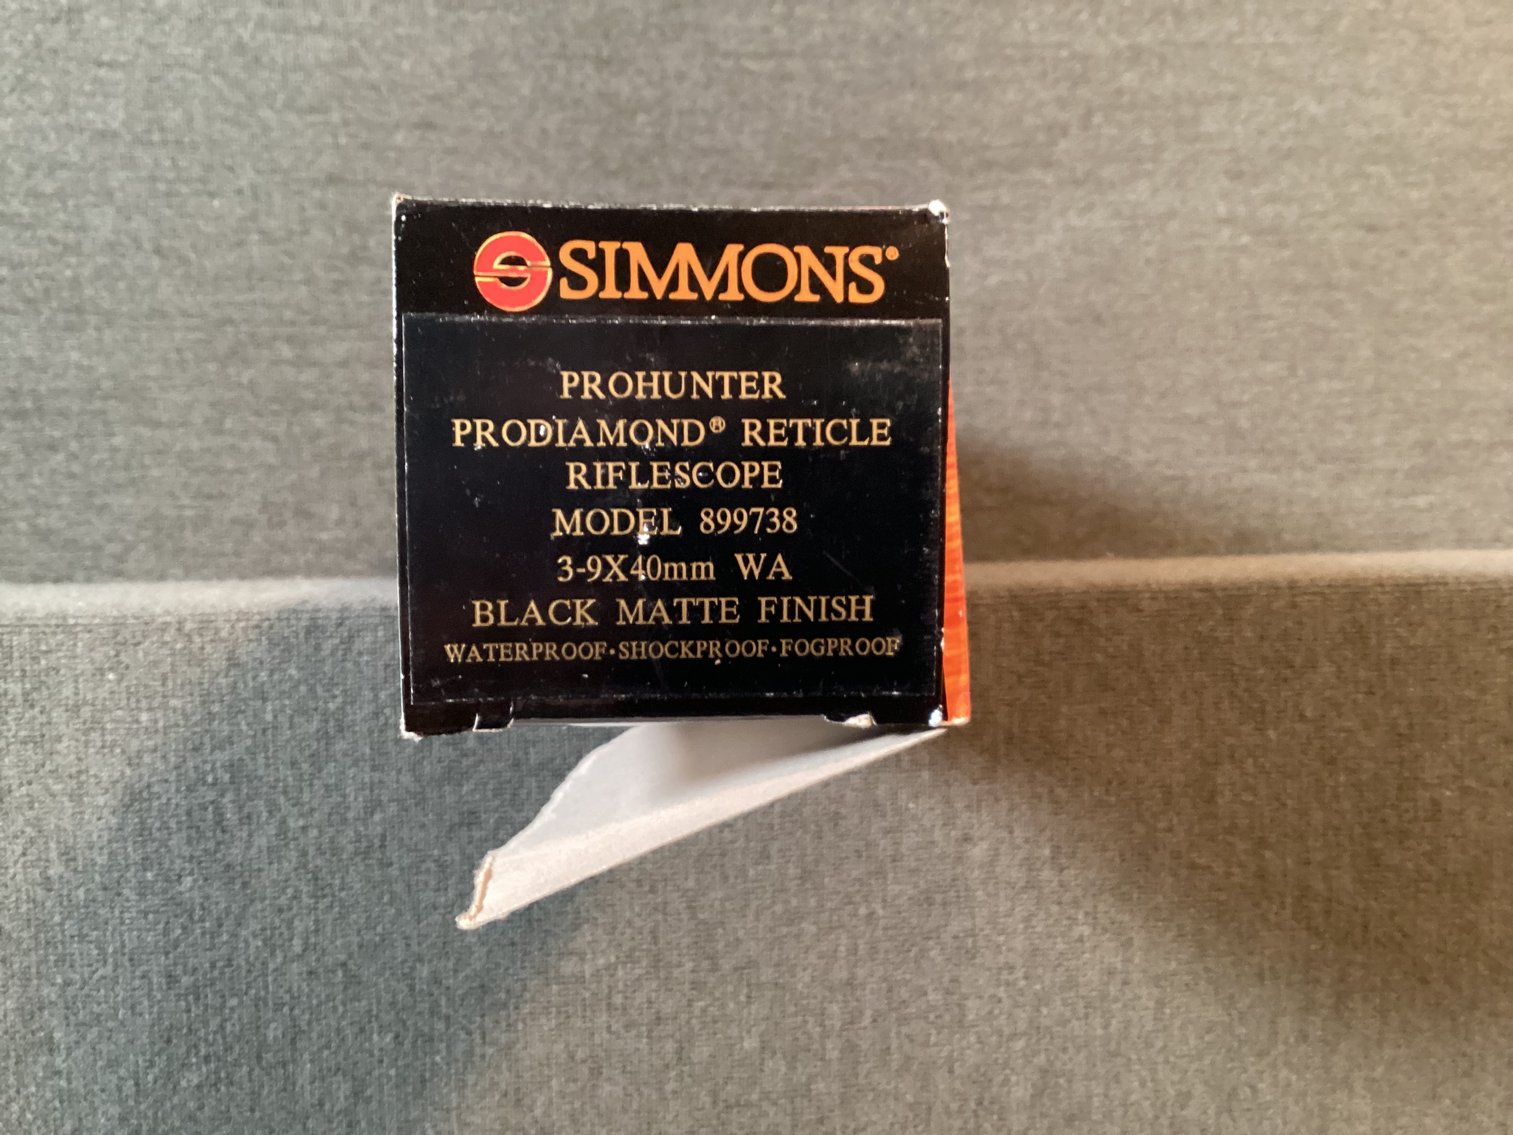 SIMMONS®
PROHUNTER
PRODIAMOND® RETICLE
RIFLESCOPE
MODEL 899738
3-9X40mm WA
BLACK MATTE FINISH
WATERPROOF·SHOCKPROOF·FOGPROOF